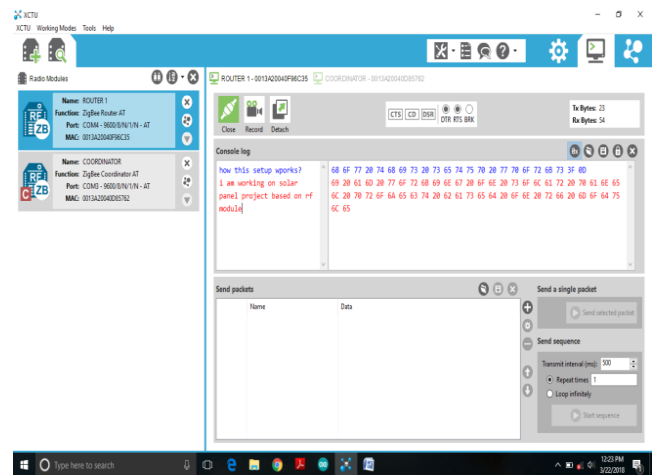 XCTU
XCTU Working Modes Tools Help
Radio Modules
ROUTER 1 - 0013A20040F96C35
COORDINATOR - 0013A20040D85762
Name: ROUTER 1
Function: ZigBee Router AT
Port: COM4 - 9600/8/N/1/N - AT
MAC: 0013A20040F96C35
Name: COORDINATOR
Function: ZigBee Coordinator AT
Port: COM3 - 9600/8/N/1/N - AT
MAC: 0013A20040D85762
Close Record Detach
CTS CD DSR DTR RTS BRK
Tx Bytes: 23
Rx Bytes: 54
Console log
how this setup wporks?
i am working on solar
panel project based on rf
module
68 6F 77 20 74 68 69 73 20 73 65 74 75 70 20 77 70 6F 72 6B 73 3F 0D
69 20 61 6D 20 77 6F 72 6B 69 6E 67 20 6F 6E 20 73 6F 6C 61 72 20 70 61 6E 65
6C 20 70 72 6F 6A 65 63 74 20 62 61 73 65 64 20 6F 6E 20 72 66 20 6D 6F 64 75
6C 65
Send packets
Name Data
Send a single packet
Send selected packet
Send sequence
Transmit interval (ms): 500
Repeat times 1
Loop infinitely
Start sequence
Type here to search
12:23 PM
3/22/2018